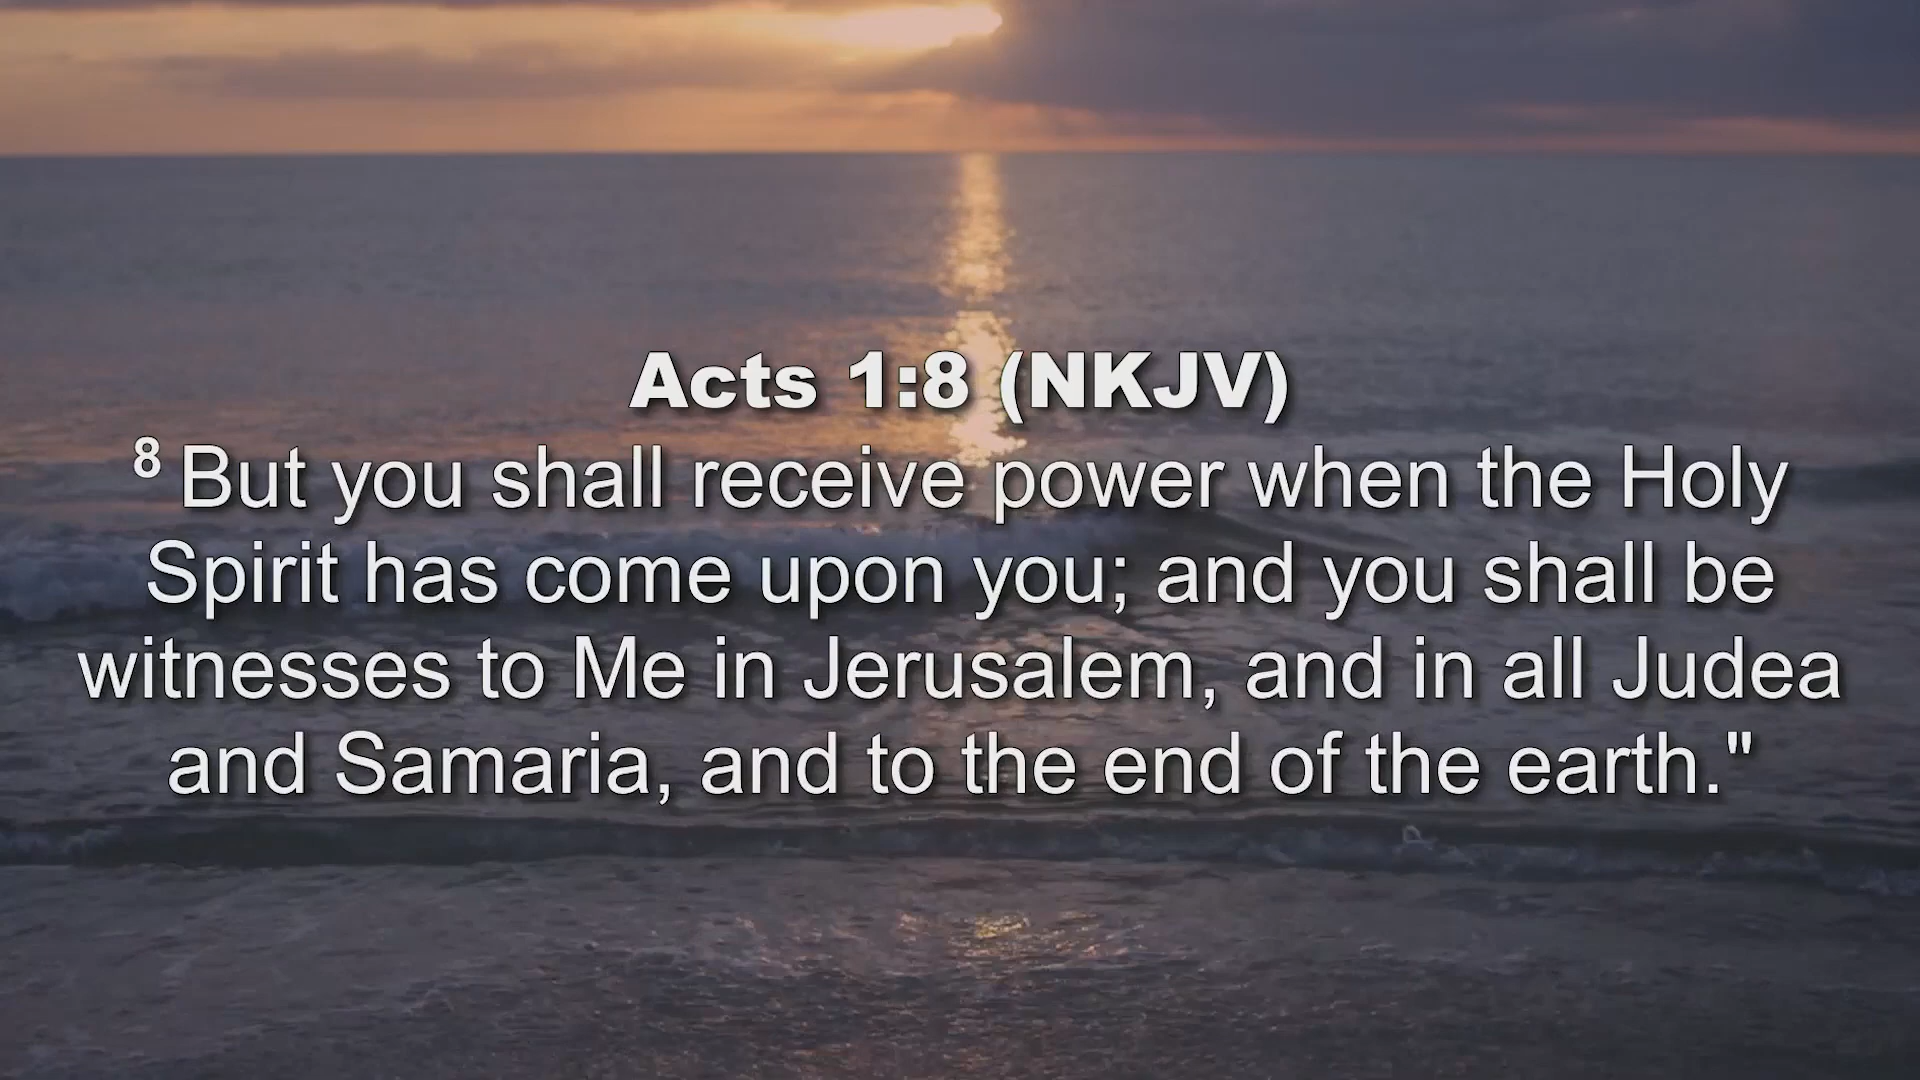 Acts 1:8 (NKJV)
8 But you shall receive power when the Holy
Spirit has come upon you; and you shall be
witnesses to Me in Jerusalem, and in all Judea
and Samaria, and to the end of the earth."